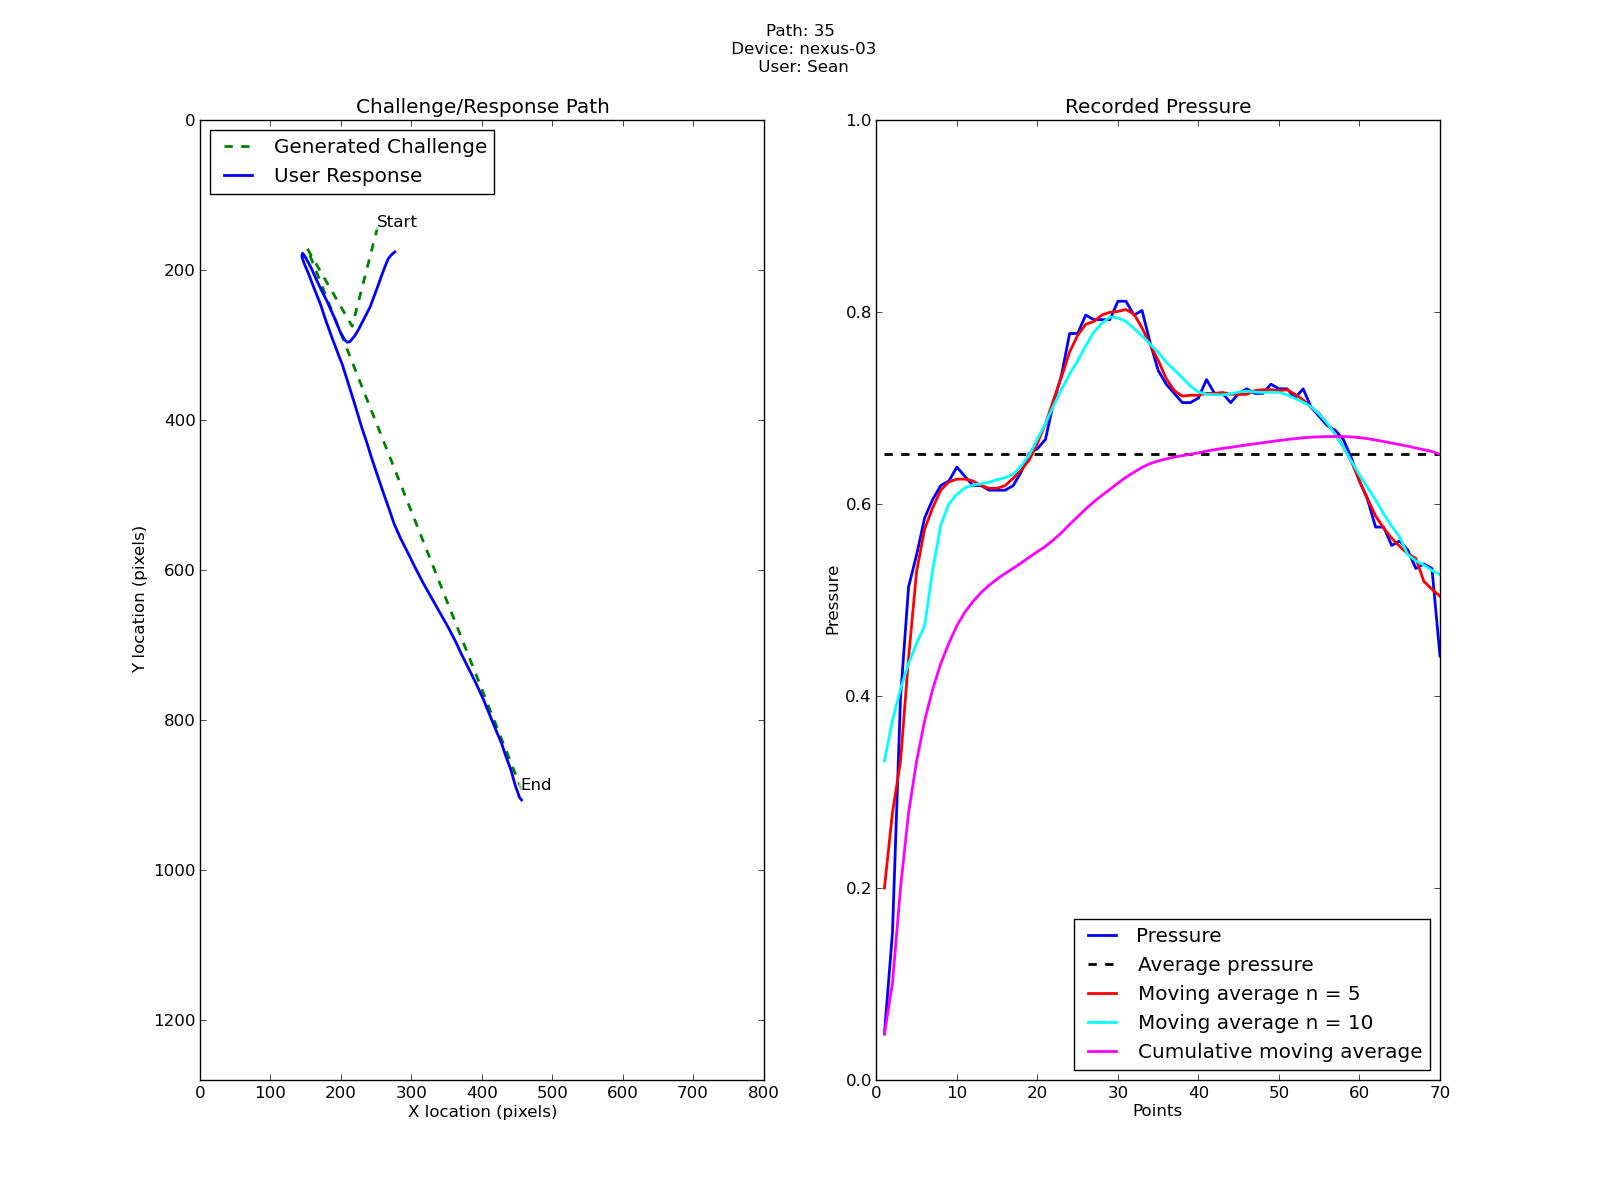 Path: 35
Device: nexus-03
User: Sean
Challenge/Response Path
Generated Challenge
User Response
Start
End
0
200
400
600
800
1000
1200
Y location (pixels)
0 100 200 300 400 500 600 700 800
X location (pixels)
Recorded Pressure
1.0
0.8
0.6
0.4
0.2
0.0
Pressure
Pressure
Average pressure
Moving average n = 5
Moving average n = 10
Cumulative moving average
0 10 20 30 40 50 60 70
Points